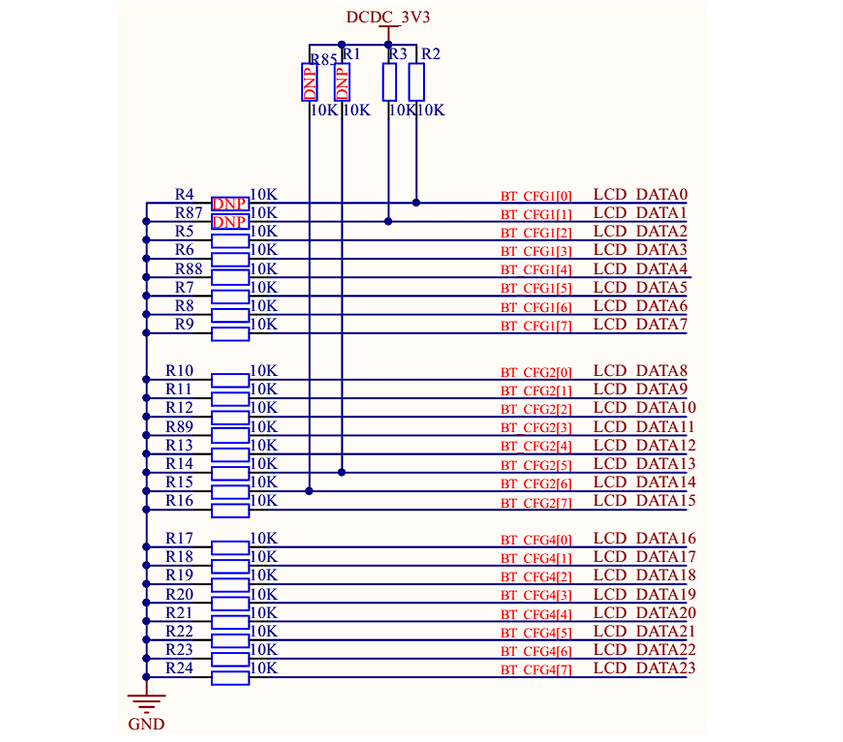 DCDC_3V3
R85 R1 R3 R2
DNP DNP
10K 10K 10K 10K
R4 DNP 10K BT_CFG1[0] LCD_DATA0
R87 DNP 10K BT_CFG1[1] LCD_DATA1
R5 10K BT_CFG1[2] LCD_DATA2
R6 10K BT_CFG1[3] LCD_DATA3
R88 10K BT_CFG1[4] LCD_DATA4
R7 10K BT_CFG1[5] LCD_DATA5
R8 10K BT_CFG1[6] LCD_DATA6
R9 10K BT_CFG1[7] LCD_DATA7
R10 10K BT_CFG2[0] LCD_DATA8
R11 10K BT_CFG2[1] LCD_DATA9
R12 10K BT_CFG2[2] LCD_DATA10
R89 10K BT_CFG2[3] LCD_DATA11
R13 10K BT_CFG2[4] LCD_DATA12
R14 10K BT_CFG2[5] LCD_DATA13
R15 10K BT_CFG2[6] LCD_DATA14
R16 10K BT_CFG2[7] LCD_DATA15
R17 10K BT_CFG4[0] LCD_DATA16
R18 10K BT_CFG4[1] LCD_DATA17
R19 10K BT_CFG4[2] LCD_DATA18
R20 10K BT_CFG4[3] LCD_DATA19
R21 10K BT_CFG4[4] LCD_DATA20
R22 10K BT_CFG4[5] LCD_DATA21
R23 10K BT_CFG4[6] LCD_DATA22
R24 10K BT_CFG4[7] LCD_DATA23
GND